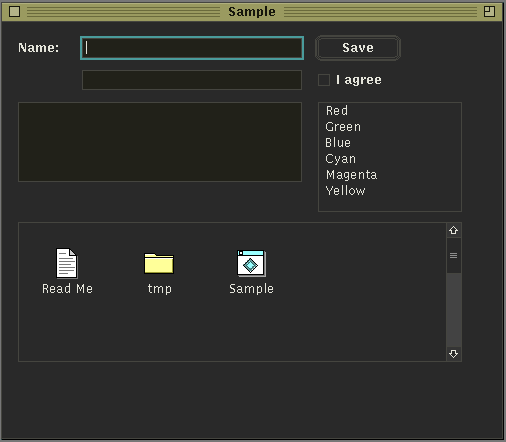 Sample
Name:
Save
I agree
Red
Green
Blue
Cyan
Magenta
Yellow
Read Me
tmp
Sample